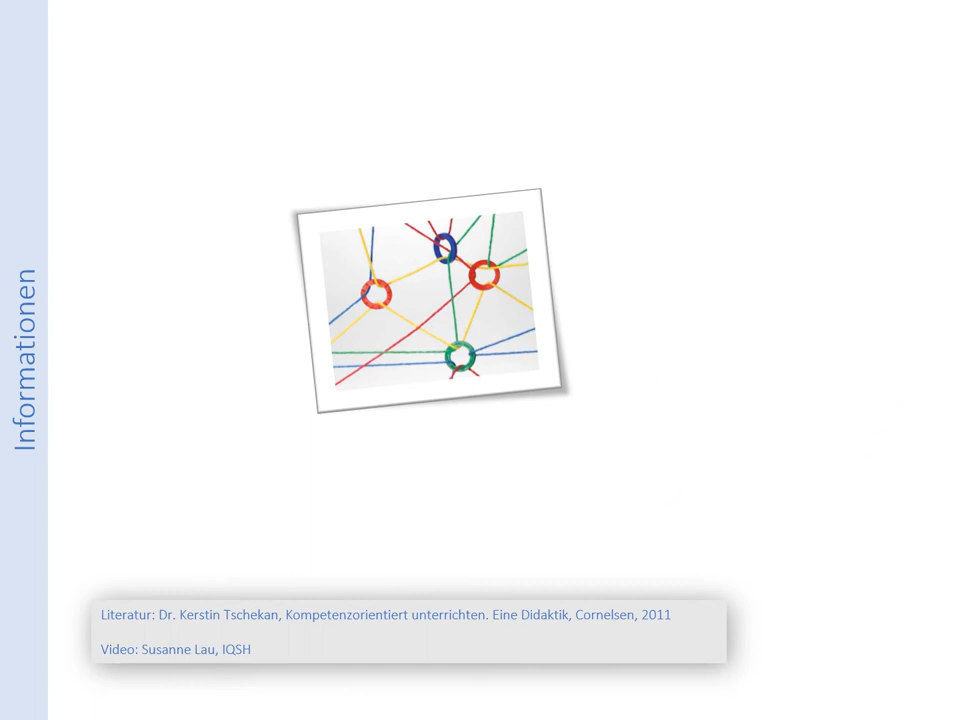 Informationen
Literatur: Dr. Kerstin Tschekan, Kompetenzorientiert unterrichten. Eine Didaktik, Cornelsen, 2011
Video: Susanne Lau, IQSH